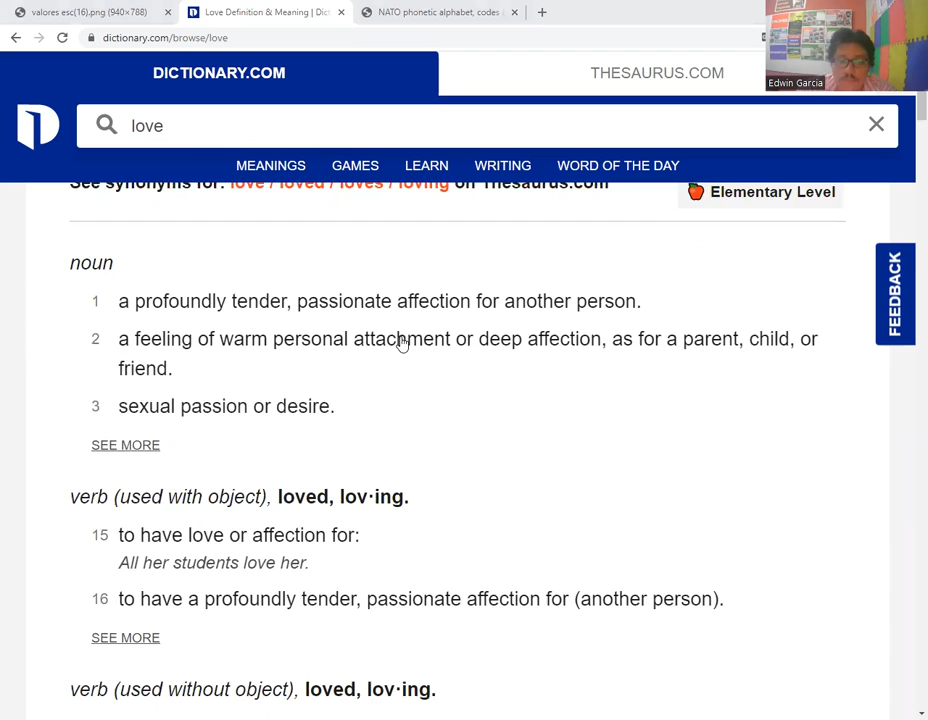 valores esc(16).png (940×788)
Love Definition & Meaning | Dict
NATO phonetic alphabet, codes
dictionary.com/browse/love
Edwin Garcia
DICTIONARY.COM
THESAURUS.COM
love
MEANINGS GAMES LEARN WRITING WORD OF THE DAY
See synonyms for: love / loved / loves / loving on Thesaurus.com
Elementary Level
noun
1 a profoundly tender, passionate affection for another person.
2 a feeling of warm personal attachment or deep affection, as for a parent, child, or
friend.
3 sexual passion or desire.
SEE MORE
FEEDBACK
verb (used with object), loved, lov·ing.
15 to have love or affection for:
All her students love her.
16 to have a profoundly tender, passionate affection for (another person).
SEE MORE
verb (used without object), loved, lov·ing.